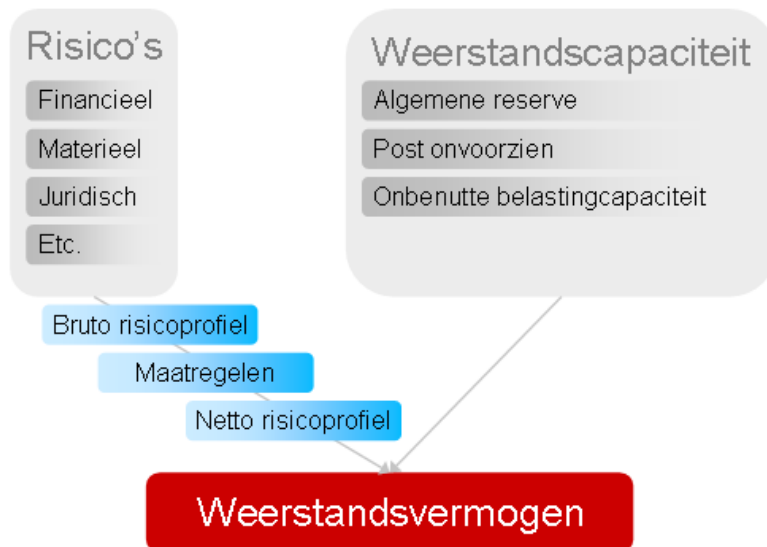 Risico's
Financieel
Materieel
Juridisch
Etc.
Weerstandscapaciteit
Algemene reserve
Post onvoorzien
Onbenutte belastingcapaciteit
Bruto risicoprofiel
Maatregelen
Netto risicoprofiel
Weerstandsvermogen